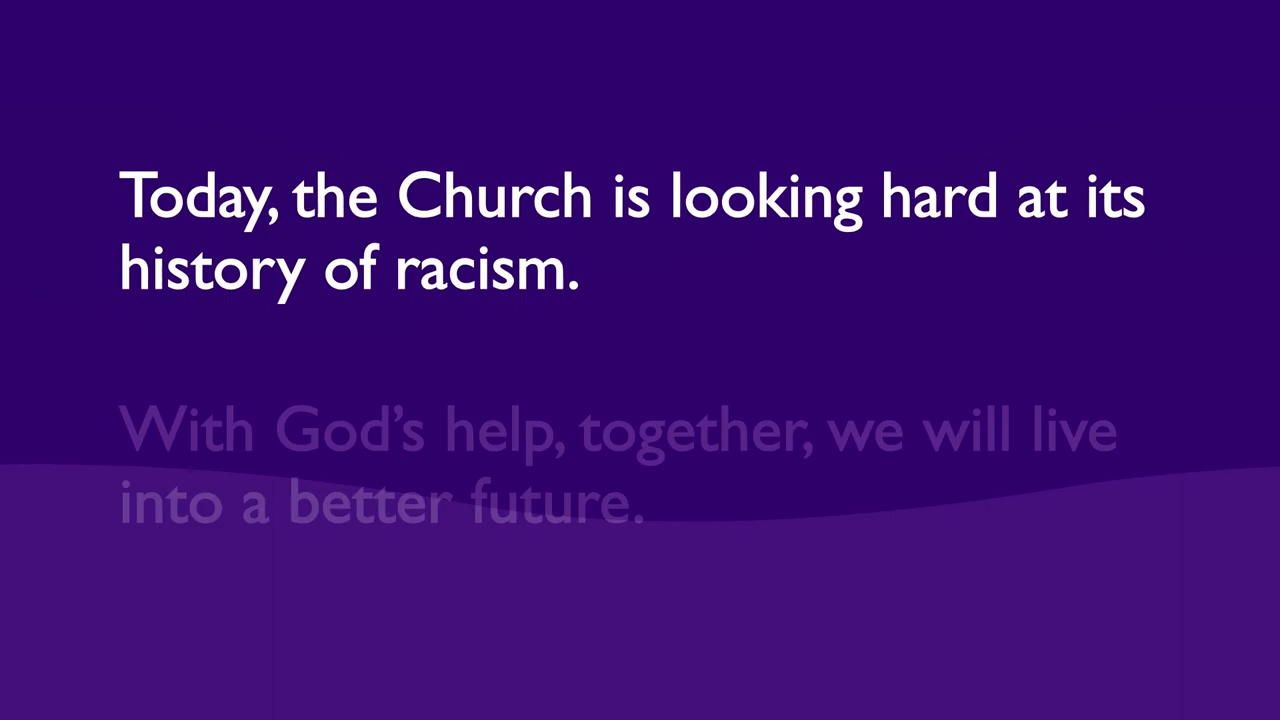 Today, the Church is looking hard at its
history of racism.
With God’s help, together, we will live
into a better future.